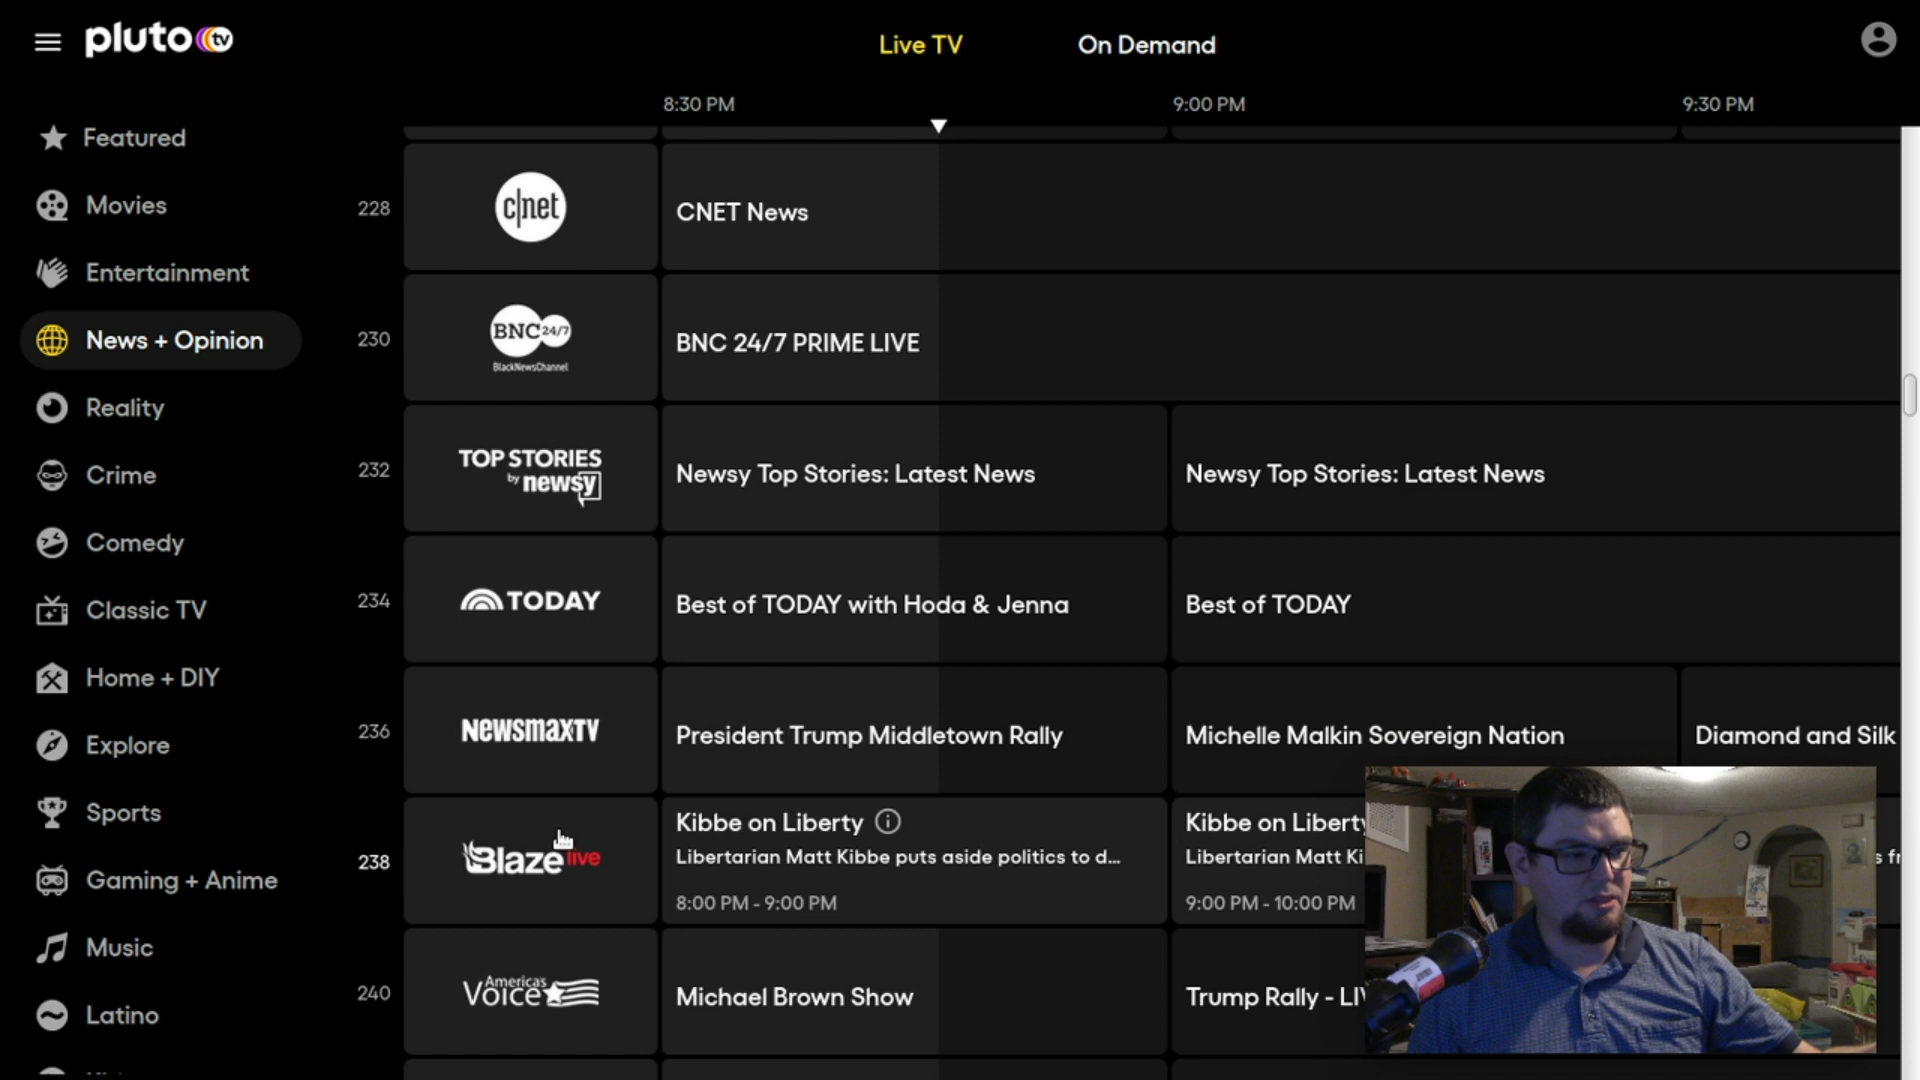 pluto tv
Live TV
On Demand
8:30 PM
9:00 PM
9:30 PM
Featured
Movies
Entertainment
News + Opinion
Reality
Crime
Comedy
Classic TV
Home + DIY
Explore
Sports
Gaming + Anime
Music
Latino
228
c|net
CNET News
230
BNC 24/7
BlackNewsChannel
BNC 24/7 PRIME LIVE
232
TOP STORIES
by newsy
Newsy Top Stories: Latest News
Newsy Top Stories: Latest News
234
TODAY
Best of TODAY with Hoda & Jenna
Best of TODAY
236
NEWSMAXTV
President Trump Middletown Rally
Michelle Malkin Sovereign Nation
Diamond and Silk
238
Blaze live
Kibbe on Liberty
Libertarian Matt Kibbe puts aside politics to d...
8:00 PM - 9:00 PM
Kibbe on Liberty
Libertarian Matt Ki
9:00 PM - 10:00 PM
240
America's
VOICE
Michael Brown Show
Trump Rally - LI